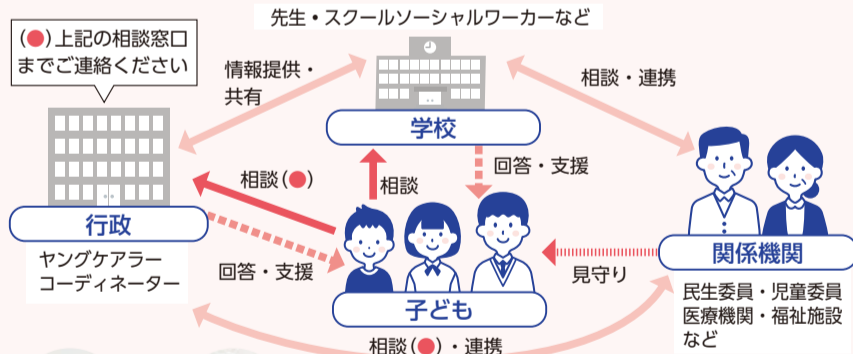 先生・スクールソーシャルワーカーなど
(●)上記の相談窓口
までご連絡ください
情報提供・
共有
相談・連携
学校
相談(●)
相談
回答・支援
行政
ヤングケアラー
コーディネーター
回答・支援
見守り
関係機関
民生委員・児童委員
医療機関・福祉施設
など
子ども
相談(●)・連携